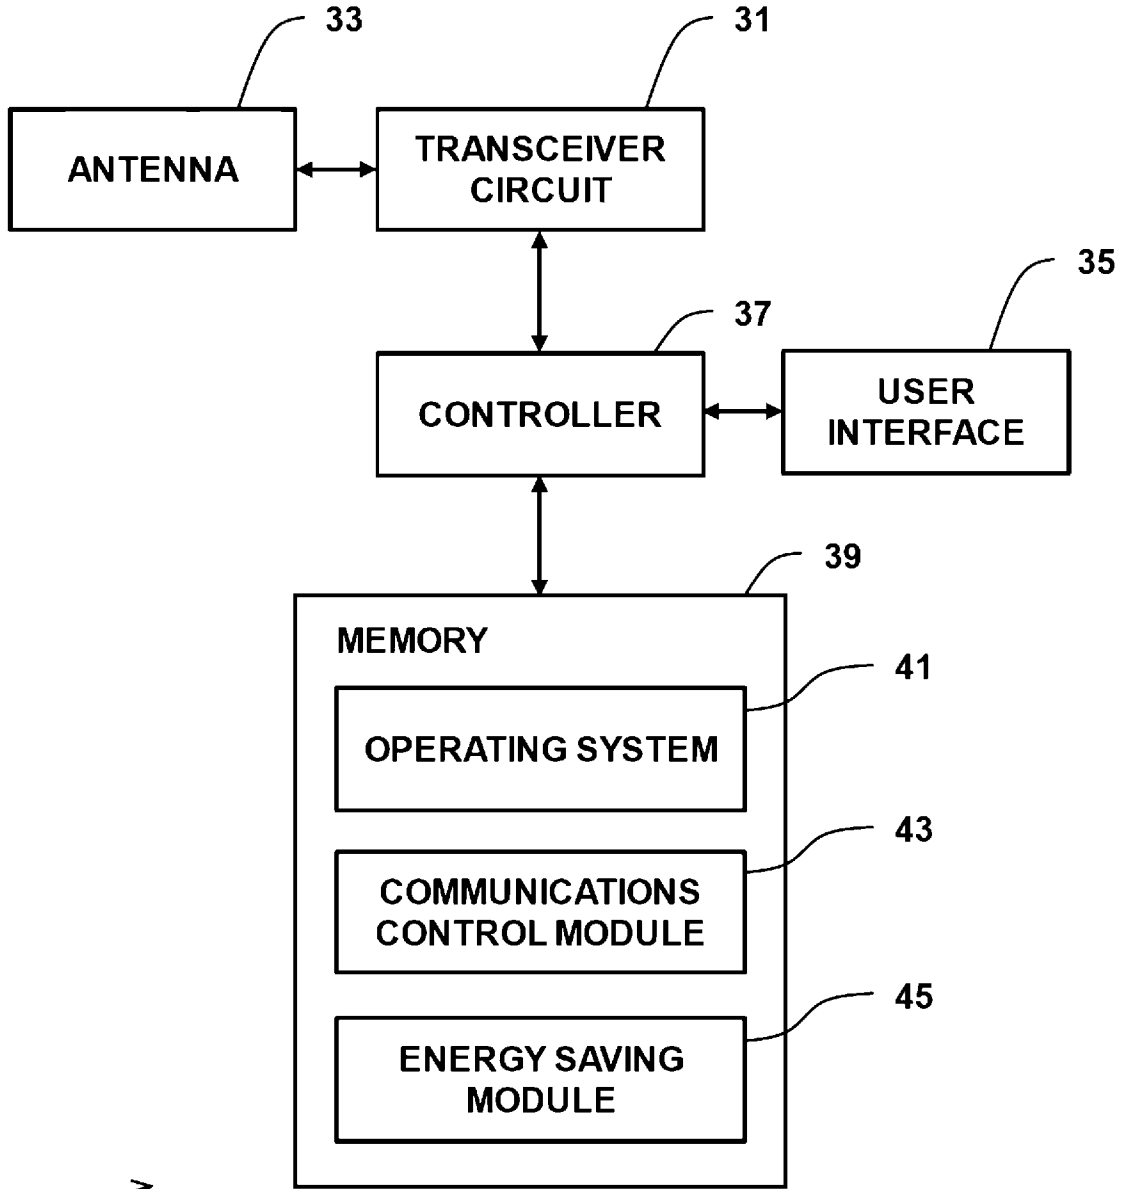 33
31
ANTENNA
TRANSCEIVER
CIRCUIT
35
37
CONTROLLER
USER
INTERFACE
39
MEMORY
41
OPERATING SYSTEM
43
COMMUNICATIONS
CONTROL MODULE
45
ENERGY SAVING
MODULE